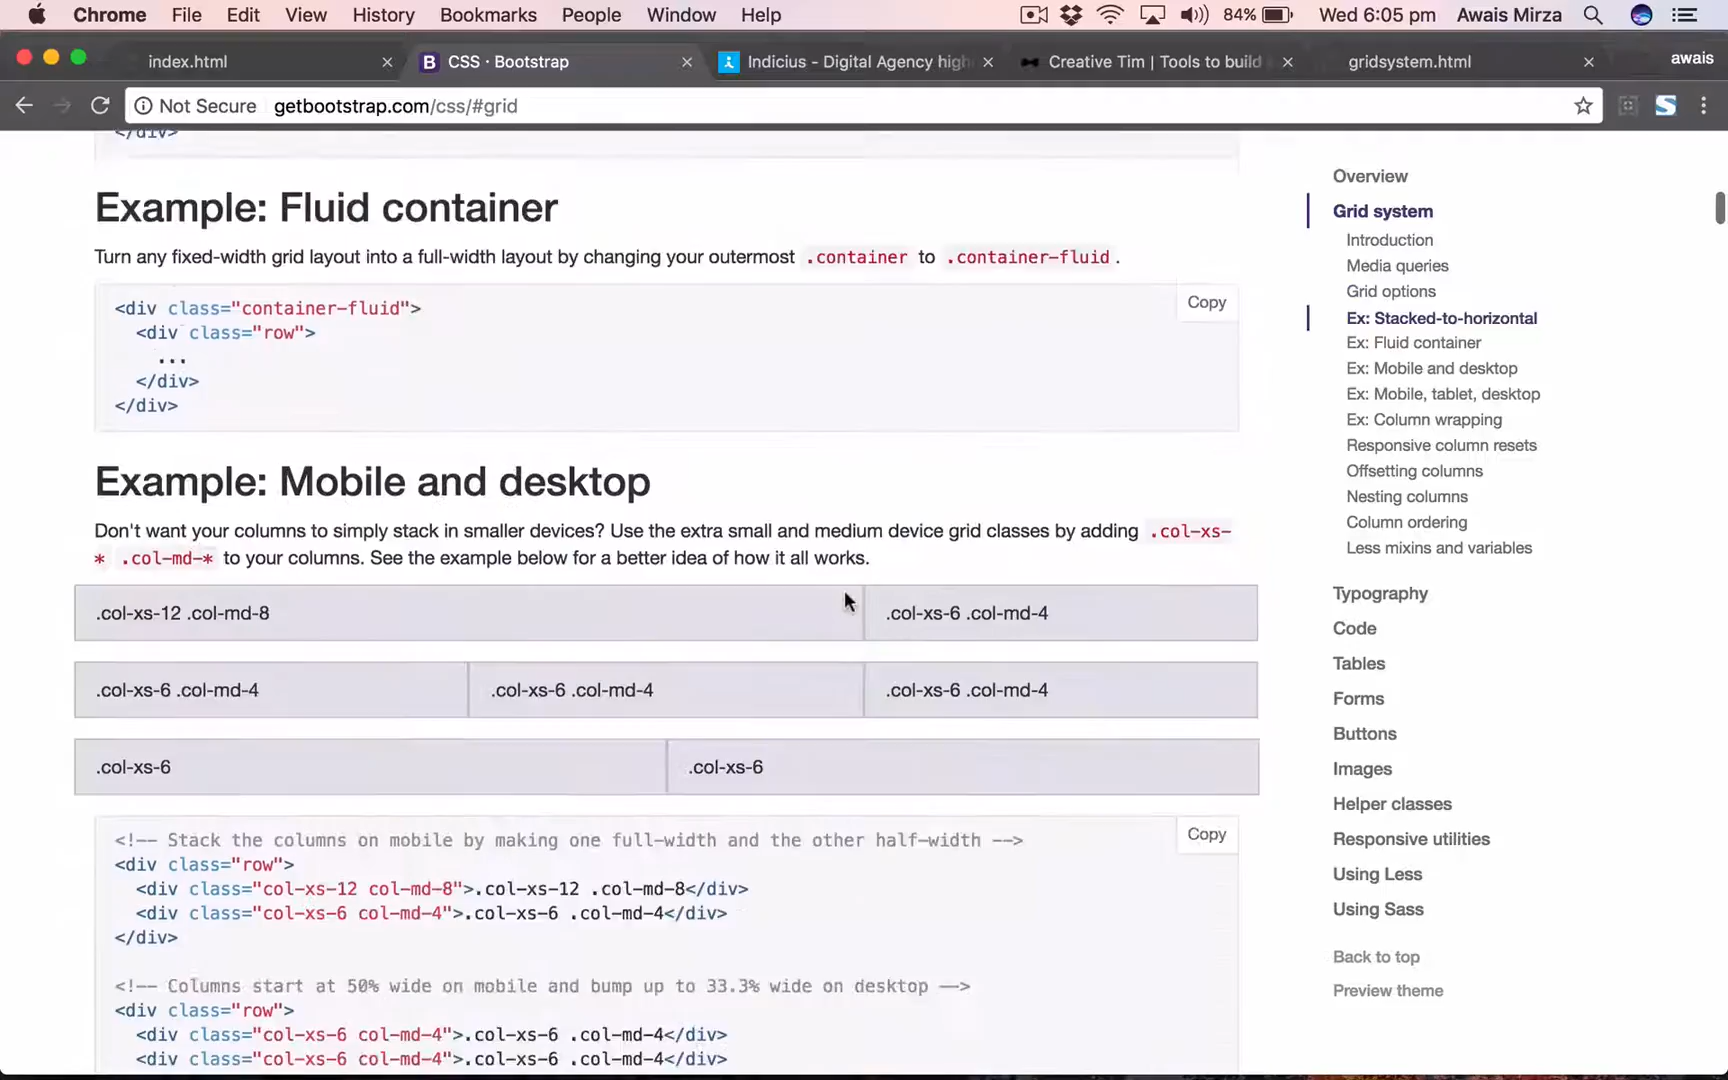 Chrome File Edit View History Bookmarks People Window Help 84% Wed 6:05 pm Awais Mirza
index.html CSS · Bootstrap Indicius - Digital Agency high Creative Tim | Tools to build gridsystem.html awais
Not Secure getbootstrap.com/css/#grid
</div>
Example: Fluid container
Turn any fixed-width grid layout into a full-width layout by changing your outermost .container to .container-fluid.
Copy
<div class="container-fluid">
<div class="row">
...
</div>
</div>
Example: Mobile and desktop
Don't want your columns to simply stack in smaller devices? Use the extra small and medium device grid classes by adding .col-xs-
* .col-md-* to your columns. See the example below for a better idea of how it all works.
.col-xs-12 .col-md-8 .col-xs-6 .col-md-4
.col-xs-6 .col-md-4 .col-xs-6 .col-md-4 .col-xs-6 .col-md-4
.col-xs-6 .col-xs-6
Copy
<!-- Stack the columns on mobile by making one full-width and the other half-width -->
<div class="row">
<div class="col-xs-12 col-md-8">.col-xs-12 .col-md-8</div>
<div class="col-xs-6 col-md-4">.col-xs-6 .col-md-4</div>
</div>
<!-- Columns start at 50% wide on mobile and bump up to 33.3% wide on desktop -->
<div class="row">
<div class="col-xs-6 col-md-4">.col-xs-6 .col-md-4</div>
<div class="col-xs-6 col-md-4">.col-xs-6 .col-md-4</div>
Overview
Grid system
Introduction
Media queries
Grid options
Ex: Stacked-to-horizontal
Ex: Fluid container
Ex: Mobile and desktop
Ex: Mobile, tablet, desktop
Ex: Column wrapping
Responsive column resets
Offsetting columns
Nesting columns
Column ordering
Less mixins and variables
Typography
Code
Tables
Forms
Buttons
Images
Helper classes
Responsive utilities
Using Less
Using Sass
Back to top
Preview theme